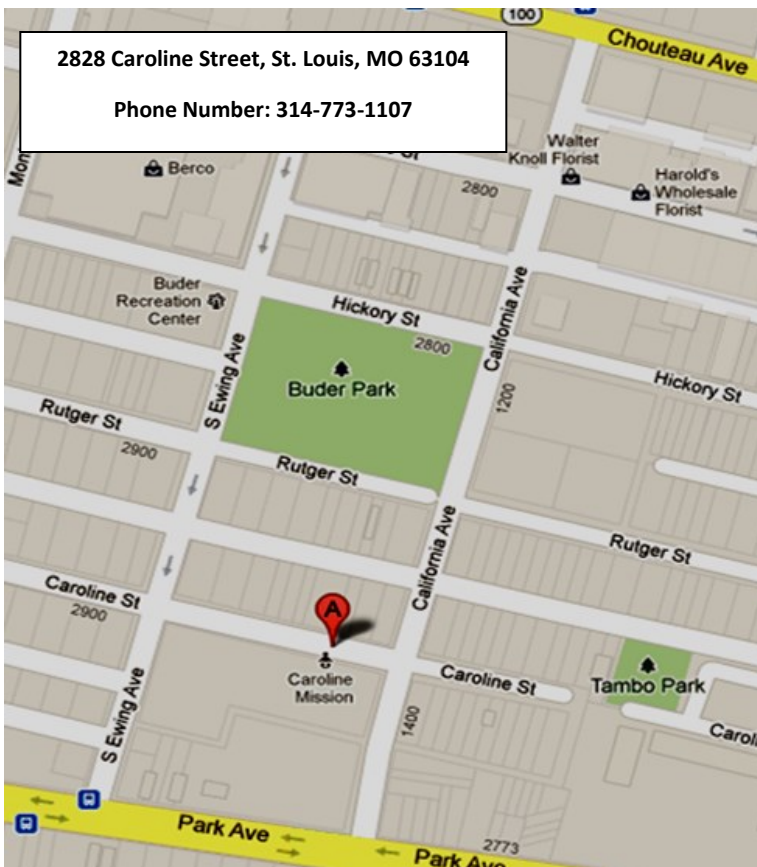 100
Chouteau Ave
2828 Caroline Street, St. Louis, MO 63104
Phone Number: 314-773-1107
Walter
Knoll Florist
Berco
2800
Harold's
Wholesale
Florist
Buder
Recreation
Center
Hickory St
2800
California Ave
Buder Park
S Ewing Ave
Hickory St
1200
Rutger St
2900
Rutger St
California Ave
Rutger St
Caroline St
2900
A
Caroline
Mission
Caroline St
Tambo Park
S Ewing Ave
1400
Park Ave
2773
Park Ave